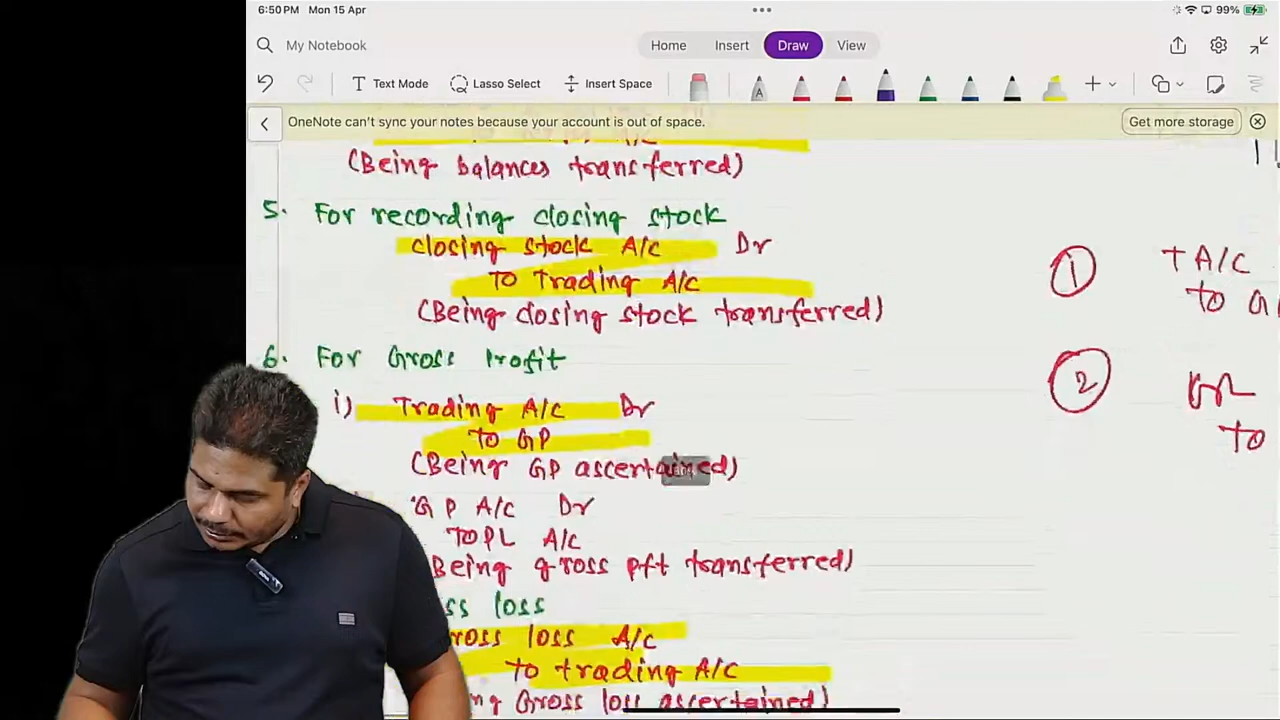 6:50 PM Mon 15 Apr
99%
My Notebook
Home Insert Draw View
Text Mode Lasso Select Insert Space
OneNote can't sync your notes because your account is out of space.
Get more storage
(Being balances transferred)
5. For recording closing stock
closing stock A/C Dr
To Trading A/C
(Being closing stock transferred)
6. For Gross Profit
i) Trading A/C Dr
To GP
(Being GP ascertained)
GP A/C Dr
TO PL A/C
Being gross pft transferred)
ss loss
ross loss A/C
to trading A/C
ng Gross loss ascertained)
1 T A/C
to G
2
to